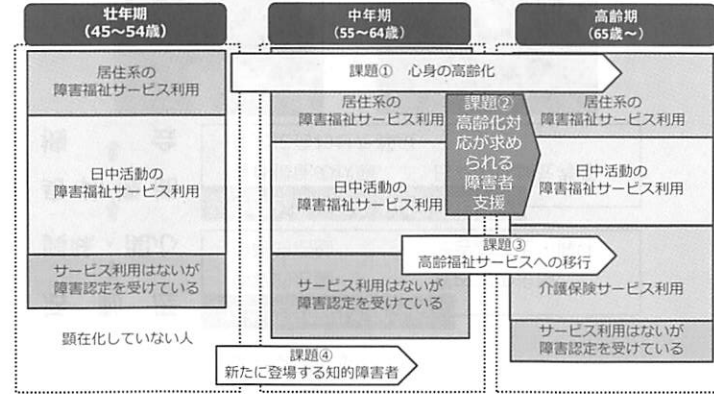 壮年期
（45～54歳）
中年期
（55～64歳）
高齢期
（65歳～）
課題① 心身の高齢化
居住系の
障害福祉サービス利用
日中活動の
障害福祉サービス利用
サービス利用はないが
障害認定を受けている
顕在化していない人
居住系の
障害福祉サービス利用
日中活動の
障害福祉サービス利用
サービス利用はないが
障害認定を受けている
課題②
高齢化対
応が求め
られる
障害者
支援
居住系の
障害福祉サービス利用
日中活動の
障害福祉サービス利用
課題③
高齢福祉サービスへの移行
介護保険サービス利用
サービス利用はないが
障害認定を受けている
課題④
新たに登場する知的障害者